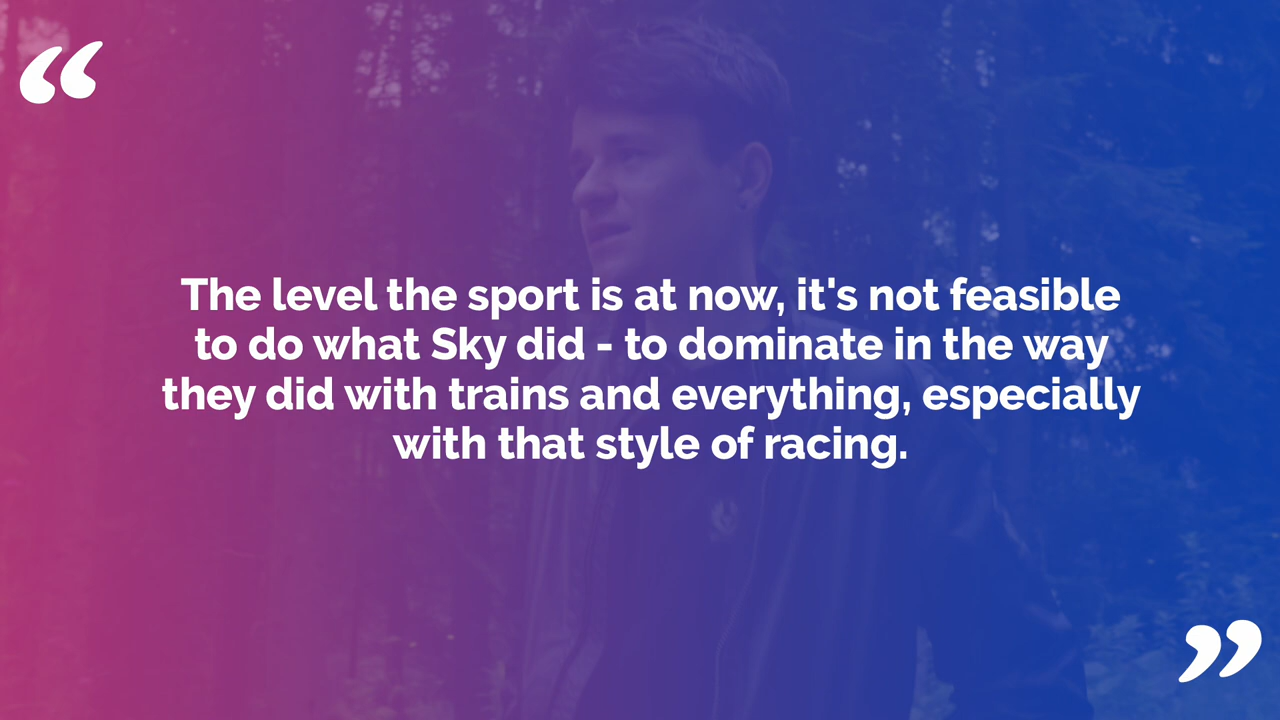 “
The level the sport is at now, it's not feasible
to do what Sky did - to dominate in the way
they did with trains and everything, especially
with that style of racing.
”